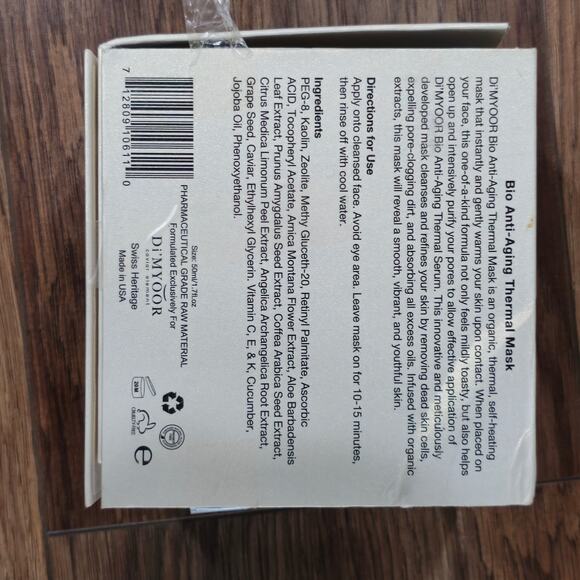 Bio Anti-Aging Thermal Mask
Di'MYOOR Bio Anti-Aging Thermal Mask is an organic, thermal, self-heating
mask that instantly and gently warms your skin upon contact. When placed on
your face, this one-of-a-kind formula not only feels mildly toasty, but also helps
open up and intensively purify your pores to allow effective application of
Di'MYOOR Bio Anti-Aging Thermal Serum. This innovative and meticulously
developed mask cleanses and refines your skin by removing dead skin cells,
expelling pore-clogging dirt, and absorbing all excess oils. Infused with organic
extracts, this mask will reveal a smooth, vibrant, and youthful skin.
Directions for Use
Apply onto cleansed face. Avoid eye area. Leave mask on for 10-15 minutes,
then rinse off with cool water.
Ingredients
PEG-8, Kaolin, Zeolite, Methy Gluceth-20, Retinyl Palmitate, Ascorbic
ACID, Tocopheryl Acetate, Arnica Montana Flower Extract, Aloe Barbadensis
Leaf Extract, Prunus Amygdalus Seed Extract, Coffea Arabica Seed Extract,
Citrus Medica Limonum Peel Extract, Angelica Archangelica Root Extract,
Grape Seed, Caviar, Ethylhexyl Glycerin, Vitamin C, E, & K, Cucumber,
Jojoba Oil, Phenoxyethanol.
7 12809 10611 0
Size: 50ml/1.7fl.oz
PHARMACEUTICAL GRADE RAW MATERIAL
Formulated Exclusively For
Di'MYOOR
caviar element
Swiss Heritage
Made in USA
20M
CRUELTY-FREE
e